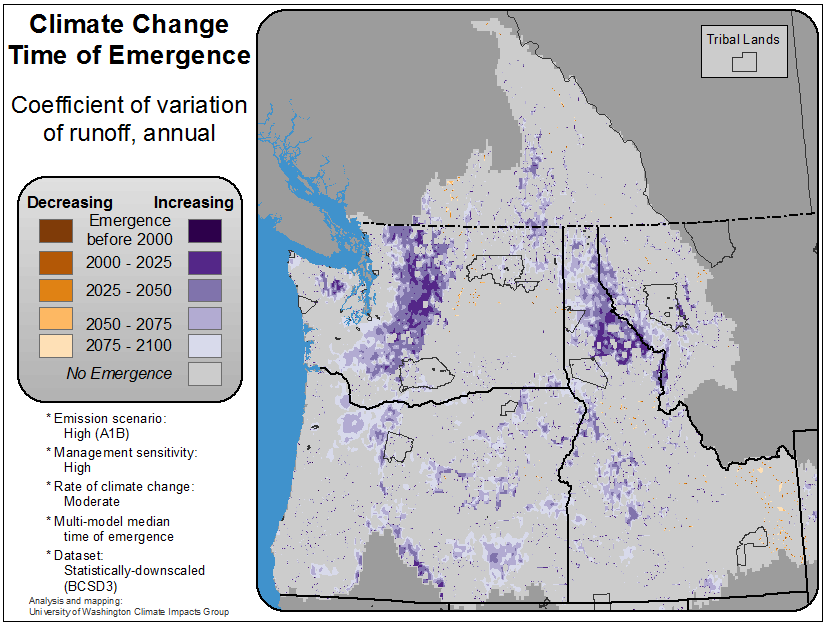 Climate Change
Time of Emergence
Coefficient of variation
of runoff, annual
Decreasing Increasing
Emergence
before 2000
2000 - 2025
2025 - 2050
2050 - 2075
2075 - 2100
No Emergence
* Emission scenario:
High (A1B)
* Management sensitivity:
High
* Rate of climate change:
Moderate
* Multi-model median
time of emergence
* Dataset:
Statistically-downscaled
(BCSD3)
Analysis and mapping:
University of Washington Climate Impacts Group
Tribal Lands